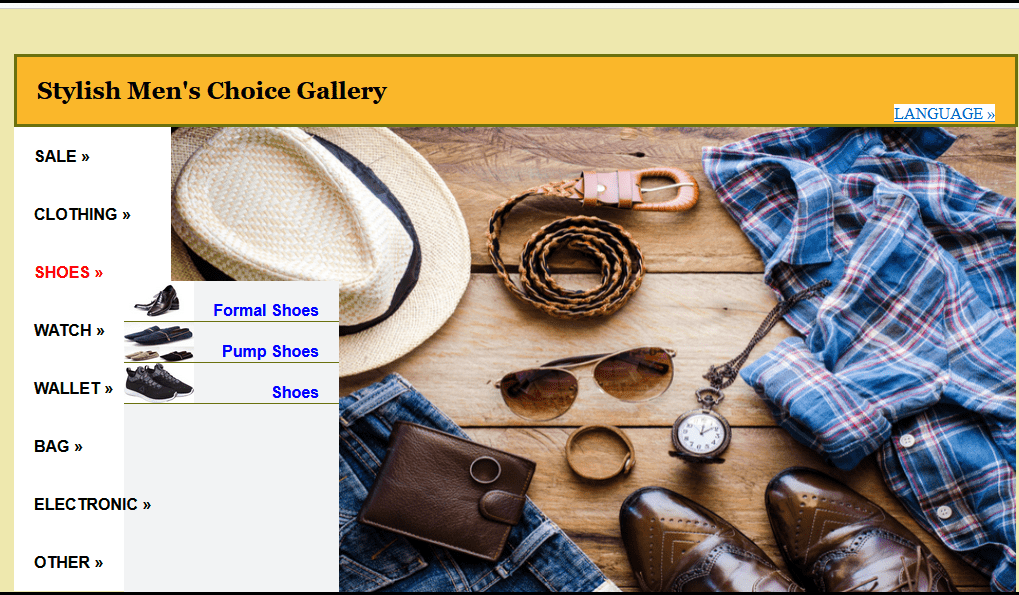 Stylish Men's Choice Gallery
LANGUAGE »
SALE »
CLOTHING »
SHOES »
Formal Shoes
WATCH »
Pump Shoes
WALLET »
Shoes
BAG »
ELECTRONIC »
OTHER »